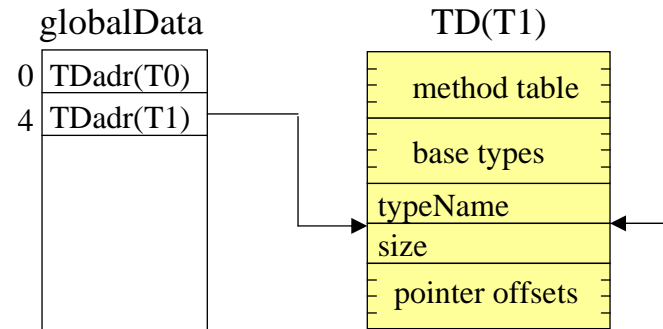 globalData
0 TDadr(T0)
4 TDadr(T1)
TD(T1)
method table
base types
typeName
size
pointer offsets